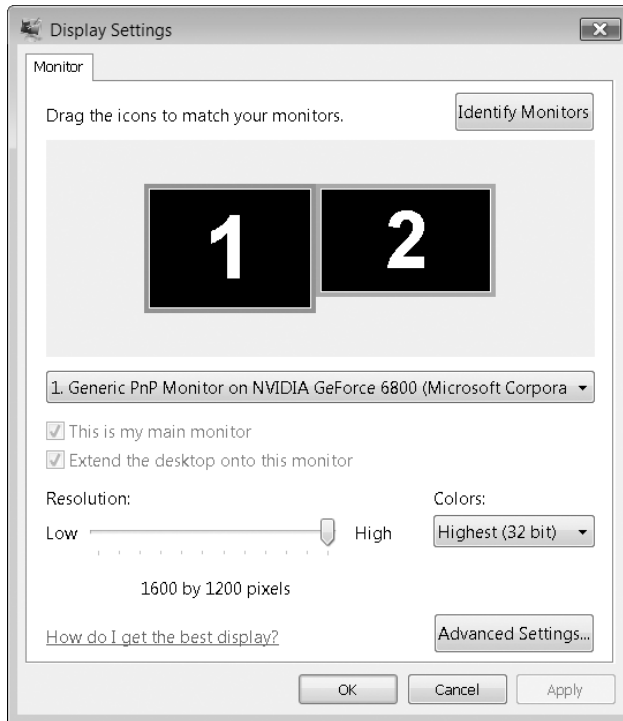 Display Settings
Monitor
Drag the icons to match your monitors.
Identify Monitors
1 2
1. Generic PnP Monitor on NVIDIA GeForce 6800 (Microsoft Corpora
This is my main monitor
Extend the desktop onto this monitor
Resolution: Colors:
Low High Highest (32 bit)
1600 by 1200 pixels
How do I get the best display? Advanced Settings...
OK Cancel Apply